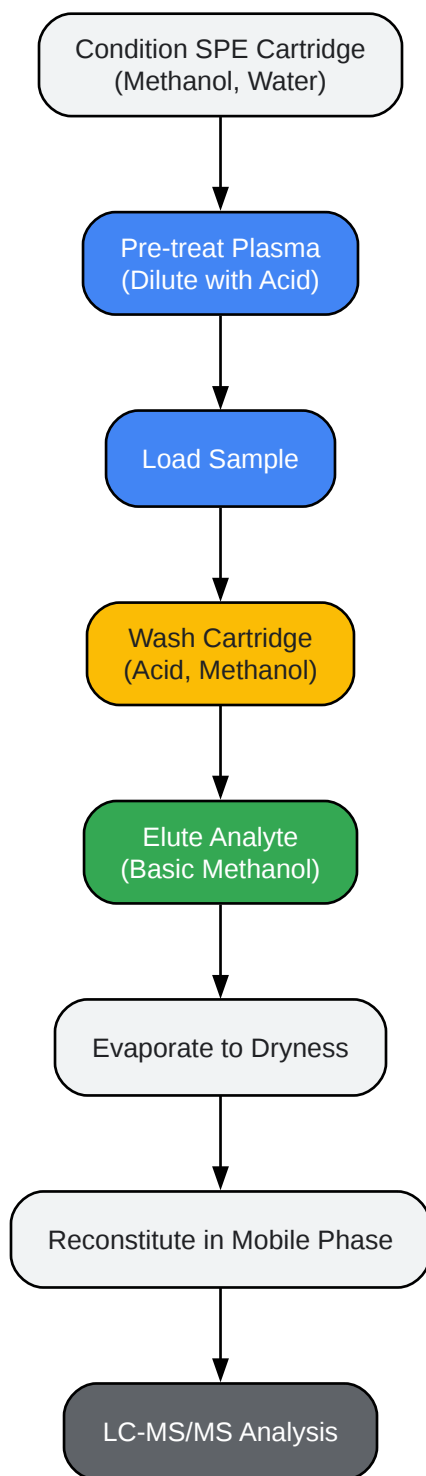 Condition SPE Cartridge
(Methanol, Water)
Pre-treat Plasma
(Dilute with Acid)
Load Sample
Wash Cartridge
(Acid, Methanol)
Elute Analyte
(Basic Methanol)
Evaporate to Dryness
Reconstitute in Mobile Phase
LC-MS/MS Analysis